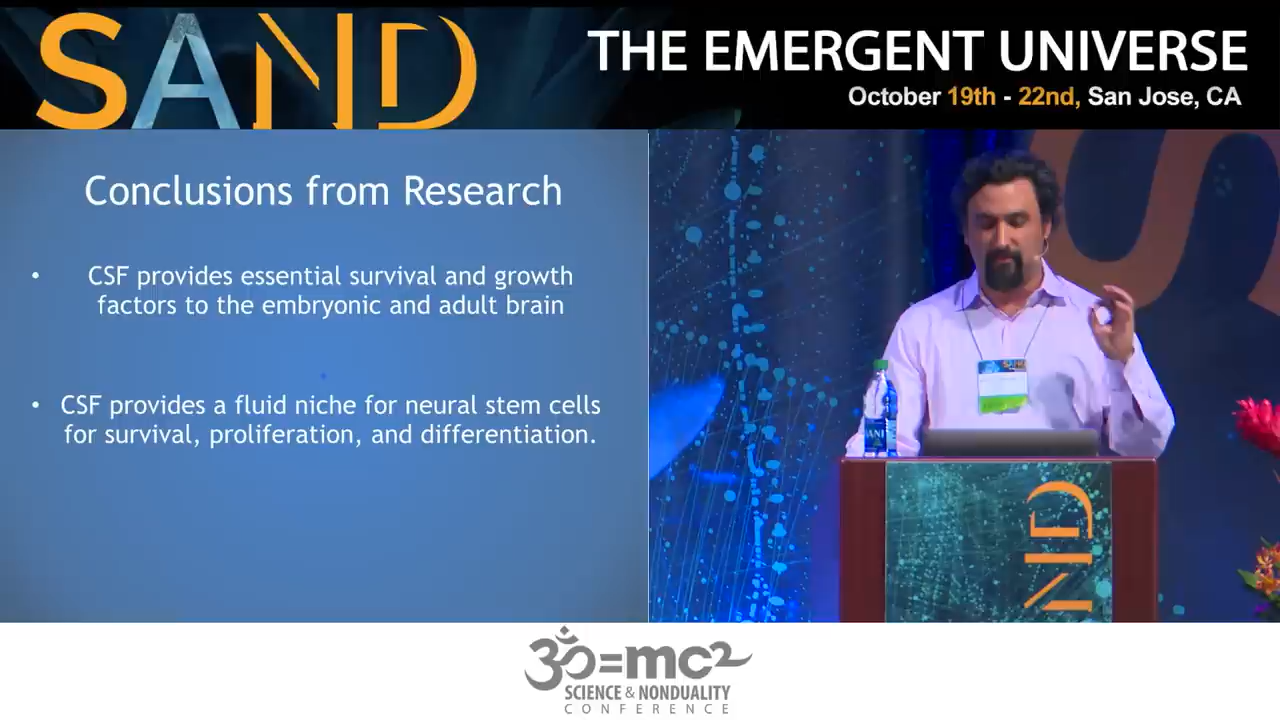 SAND
THE EMERGENT UNIVERSE
October 19th - 22nd, San Jose, CA
Conclusions from Research
• CSF provides essential survival and growth
factors to the embryonic and adult brain
• CSF provides a fluid niche for neural stem cells
for survival, proliferation, and differentiation.
ND
ॐ=mc2
SCIENCE & NONDUALITY
CONFERENCE